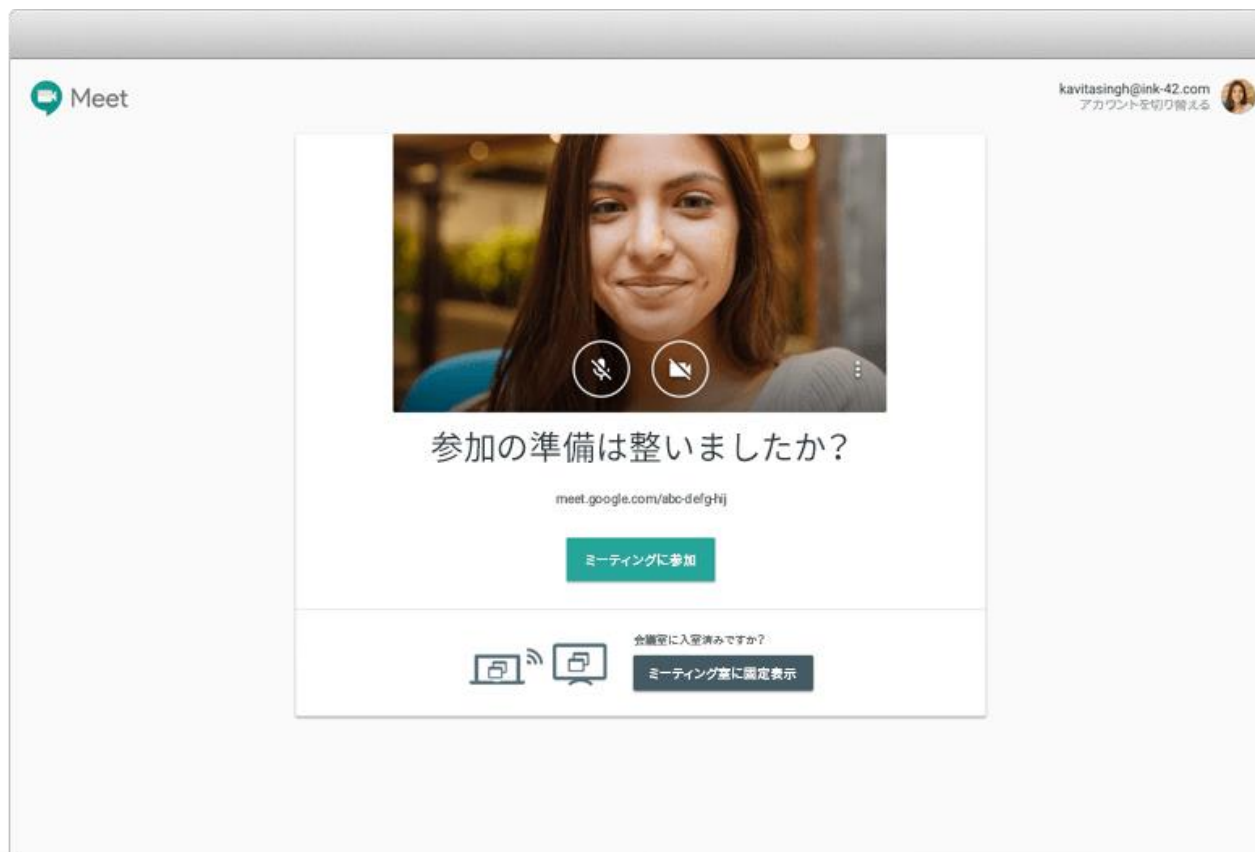 Meet
kavitasingh@ink-42.com
アカウントを切り替える
参加の準備は整いましたか?
meet.google.com/abc-defg-hij
ミーティングに参加
会議室に入室済みですか?
ミーティング室に固定表示